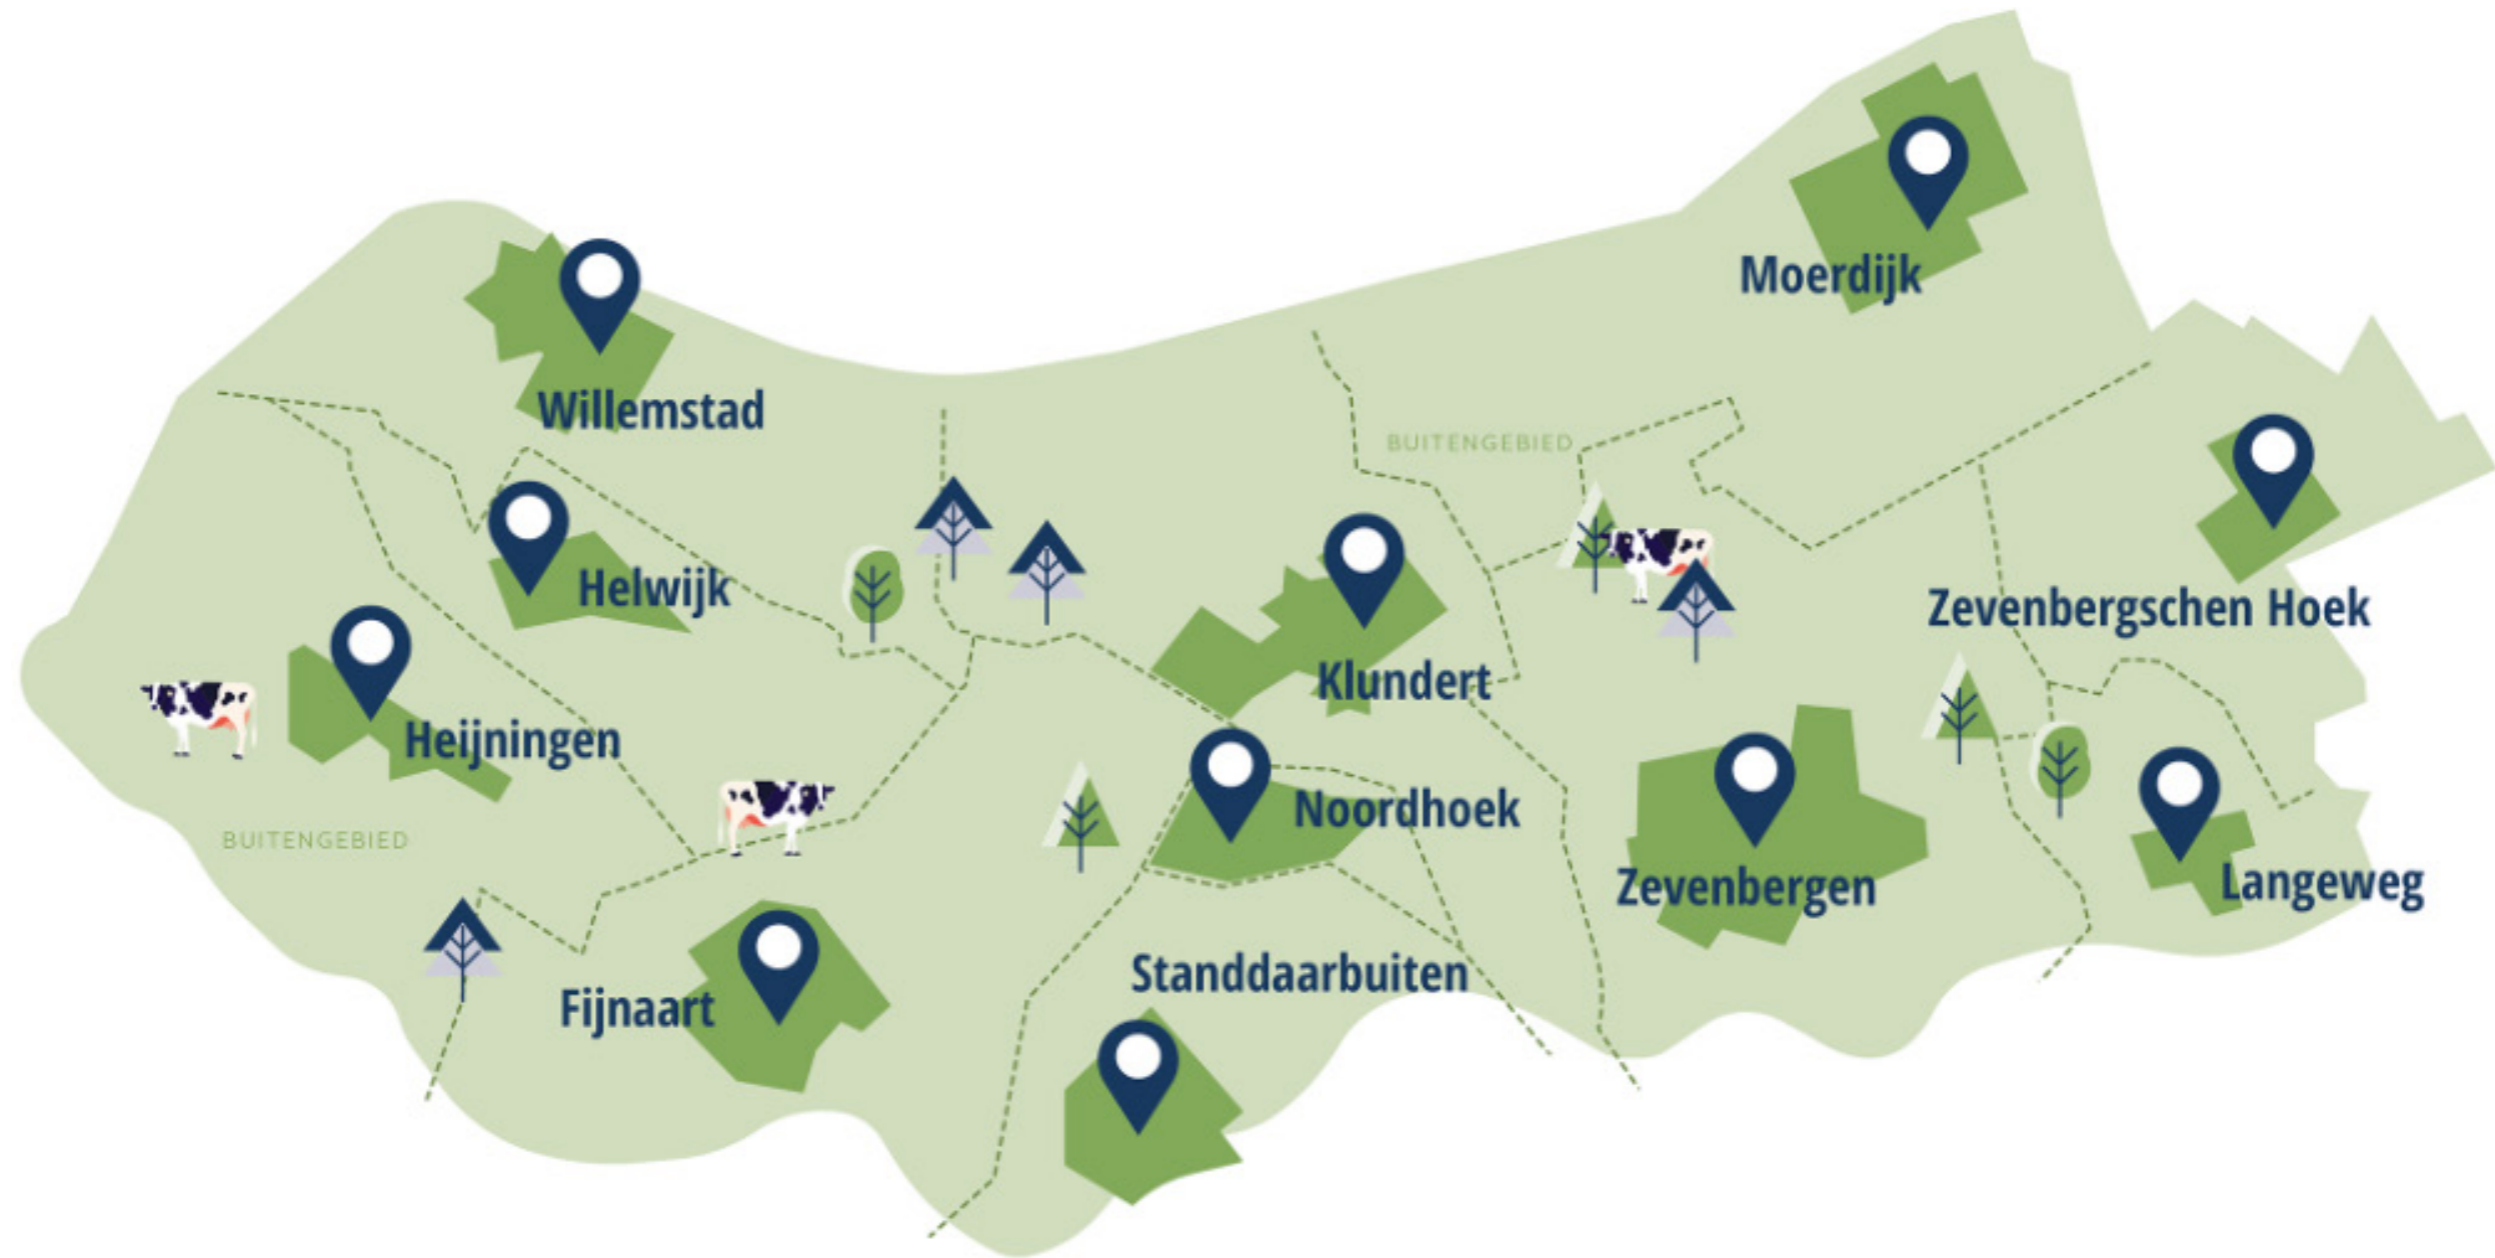 Moerdijk
Willemstad
BUITENGEBIED
Helwijk
Zevenbergschen Hoek
Klundert
Heijningen
Noordhoek
BUITENGEBIED
Zevenbergen
Langeweg
Standdaarbuiten
Fijnaart